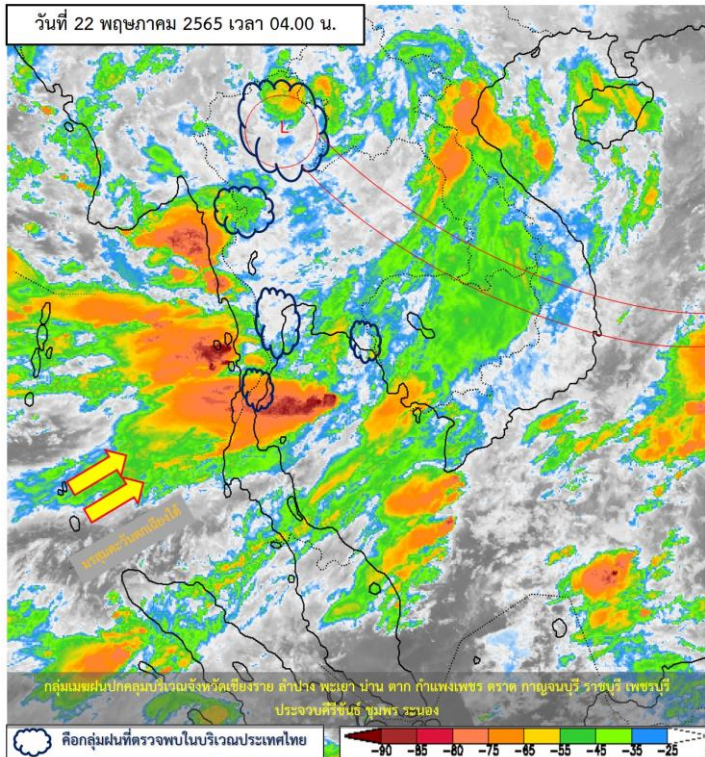 วันที่ 22 พฤษภาคม 2565 เวลา 04.00 น.
L
มรสุมตะวันตกเฉียงใต้
กลุ่มเมฆฝนปกคลุมบริเวณจังหวัดเชียงราย ลำปาง พะเยา น่าน ตาก กำแพงเพชร ตราด กาญจนบุรี ราชบุรี เพชรบุรี
ประจวบคีรีขันธ์ ชุมพร ระนอง
คือกลุ่มฝนที่ตรวจพบในบริเวณประเทศไทย
-90 -85 -80 -75 -65 -55 -45 -35 -25